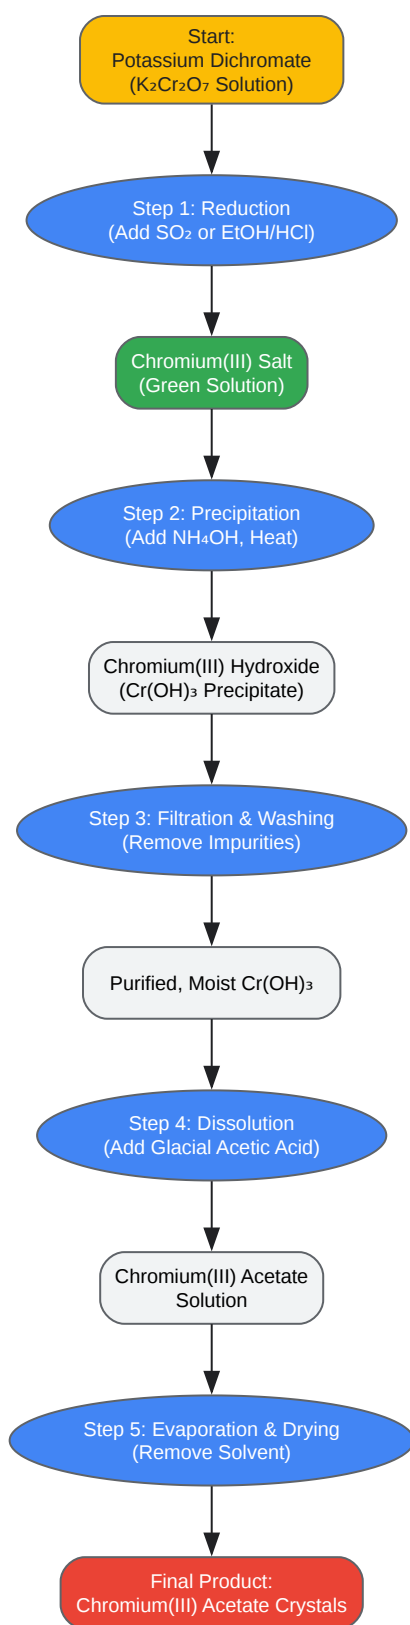 Start:
Potassium Dichromate
(K₂Cr₂O₇ Solution)
Step 1: Reduction
(Add SO₂ or EtOH/HCl)
Chromium(III) Salt
(Green Solution)
Step 2: Precipitation
(Add NH₄OH, Heat)
Chromium(III) Hydroxide
(Cr(OH)₃ Precipitate)
Step 3: Filtration & Washing
(Remove Impurities)
Purified, Moist Cr(OH)₃
Step 4: Dissolution
(Add Glacial Acetic Acid)
Chromium(III) Acetate
Solution
Step 5: Evaporation & Drying
(Remove Solvent)
Final Product:
Chromium(III) Acetate Crystals